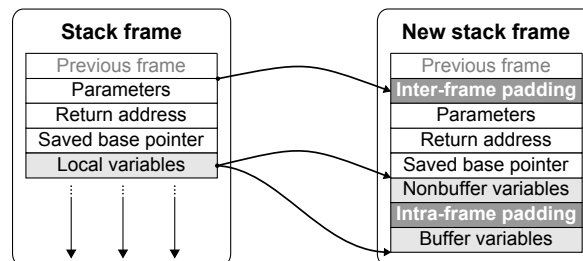 Stack frame
Previous frame
Parameters
Return address
Saved base pointer
Local variables
New stack frame
Previous frame
Inter-frame padding
Parameters
Return address
Saved base pointer
Nonbuffer variables
Intra-frame padding
Buffer variables